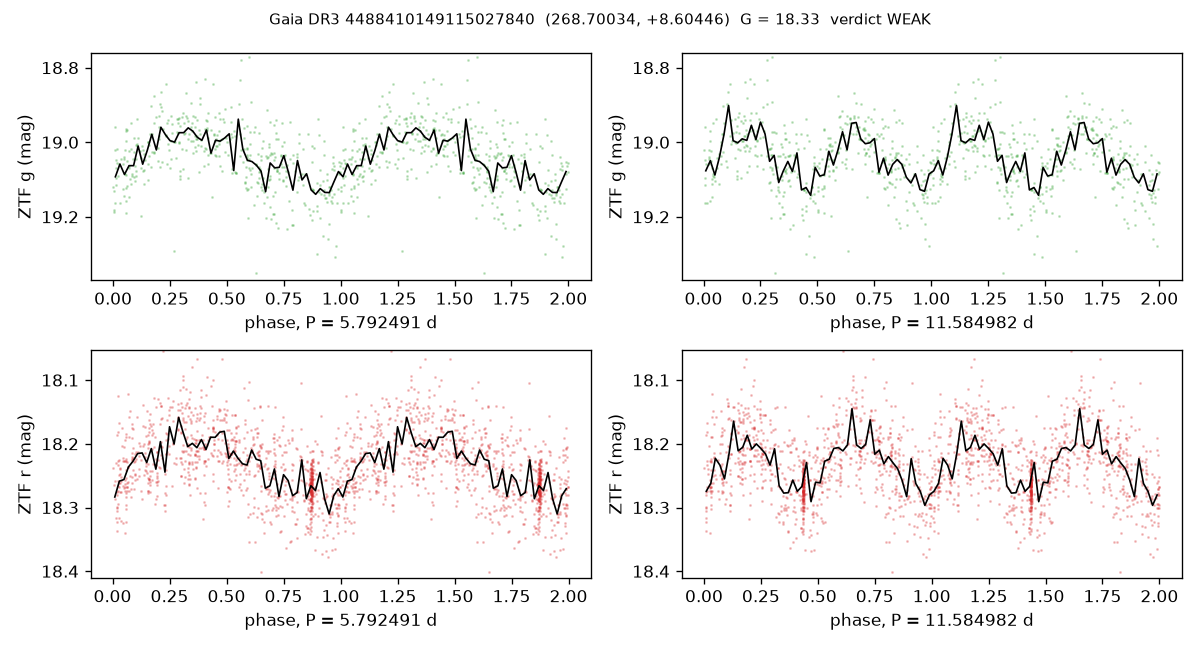 Gaia DR3 4488410149115027840 (268.70034, +8.60446) G = 18.33 verdict WEAK
18.8
19.0
19.2
ZTF g (mag)
0.00 0.25 0.50 0.75 1.00 1.25 1.50 1.75 2.00
phase, P = 5.792491 d
18.8
19.0
19.2
ZTF g (mag)
0.00 0.25 0.50 0.75 1.00 1.25 1.50 1.75 2.00
phase, P = 11.584982 d
18.1
18.2
18.3
18.4
ZTF r (mag)
0.00 0.25 0.50 0.75 1.00 1.25 1.50 1.75 2.00
phase, P = 5.792491 d
18.1
18.2
18.3
18.4
ZTF r (mag)
0.00 0.25 0.50 0.75 1.00 1.25 1.50 1.75 2.00
phase, P = 11.584982 d